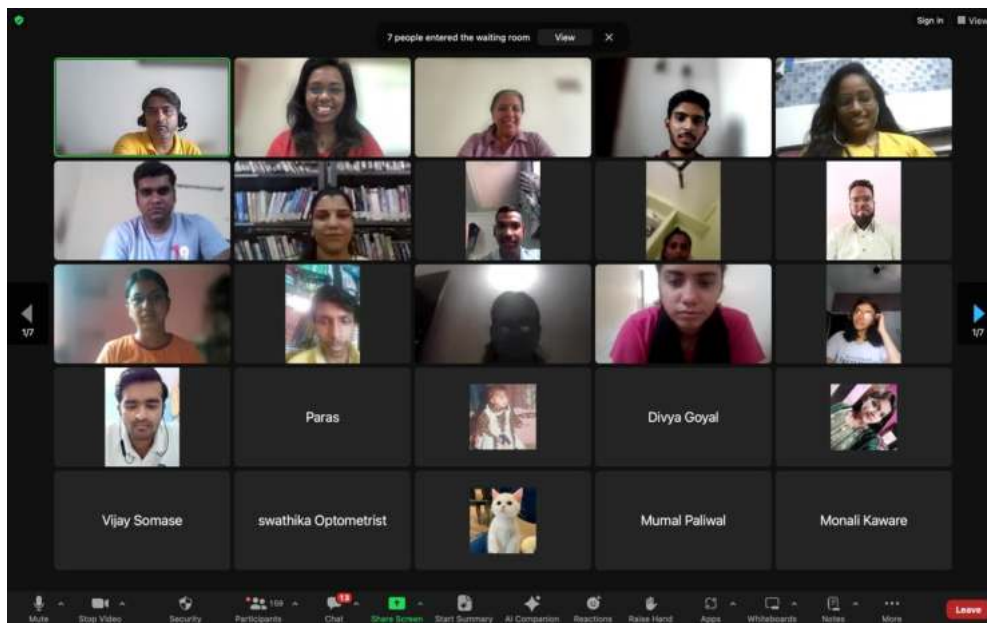 Sign in View
7 people entered the waiting room View
1/7 1/7
Paras Divya Goyal
Vijay Somase swathika Optometrist Mumal Paliwal Monali Kaware
159 13
Mute Stop Video Security Participants Chat Share Screen Start Summary AI Companion Reactions Raise Hand Apps Whiteboards Notes More Leave